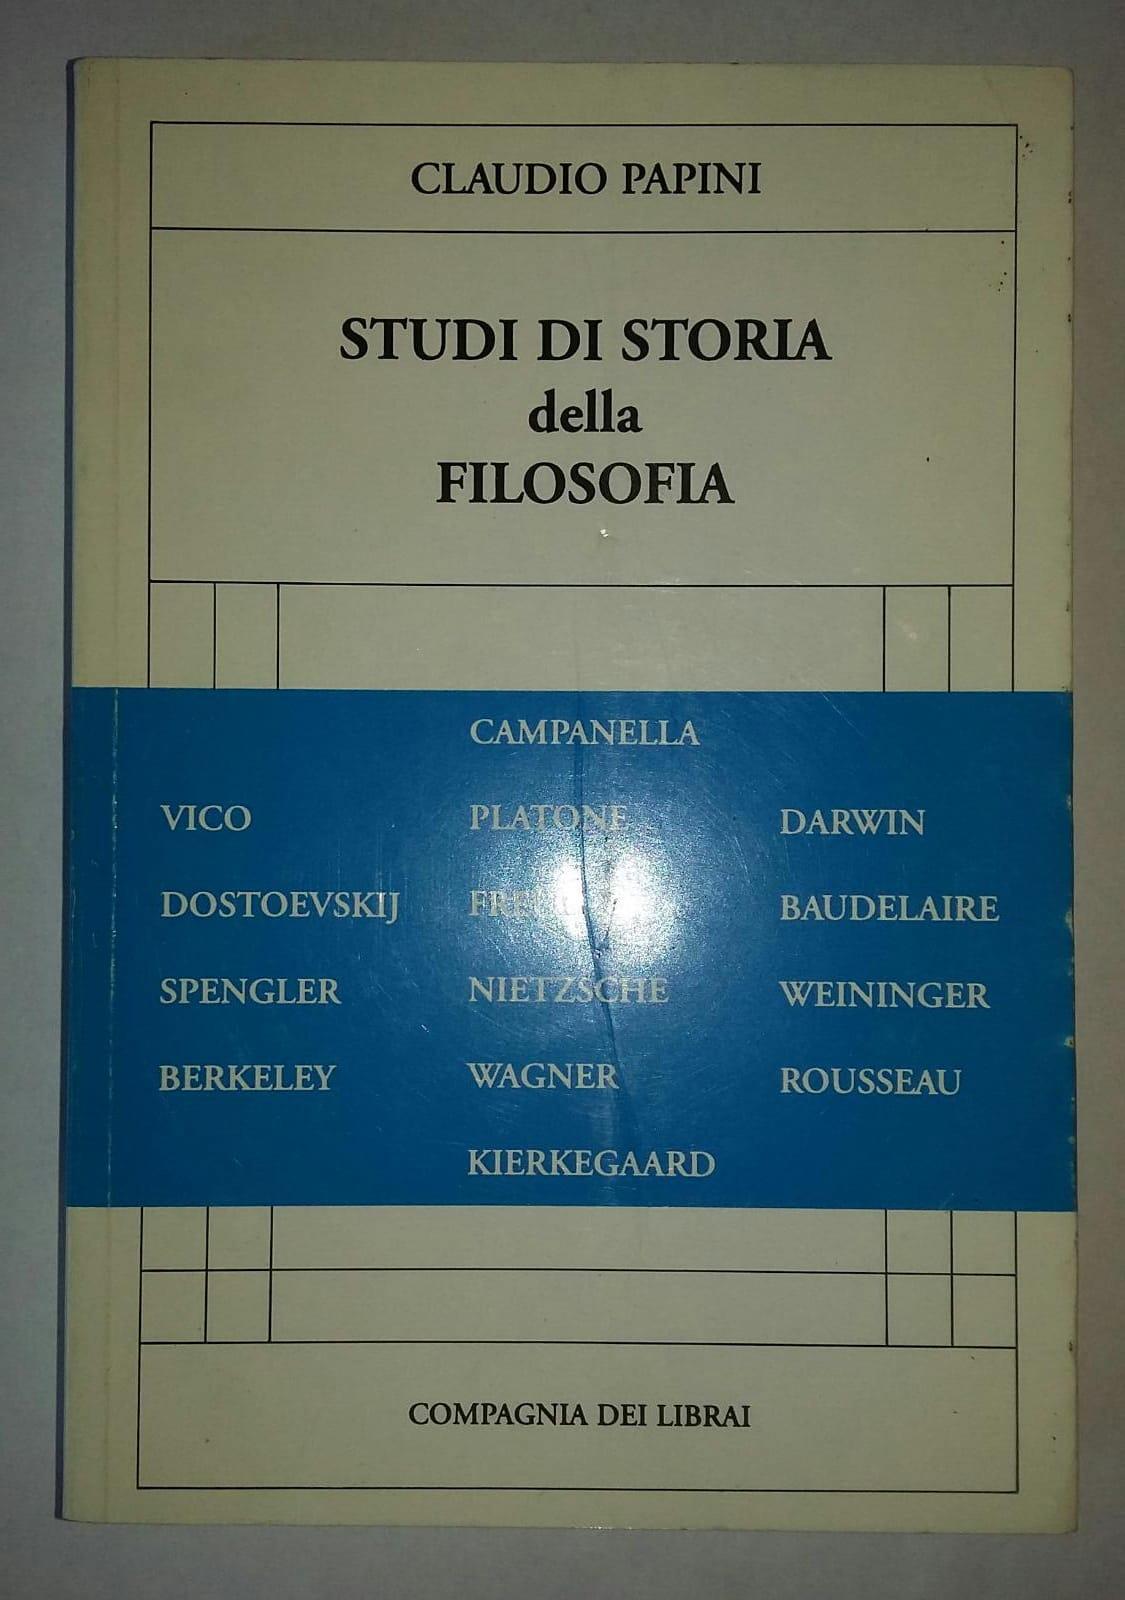 CLAUDIO PAPINI
STUDI DI STORIA
della
FILOSOFIA
CAMPANELLA
VICO PLATONE DARWIN
DOSTOEVSKIJ BAUDELAIRE
SPENGLER NIETZSCHE WEININGER
BERKELEY WAGNER ROUSSEAU
KIERKEGAARD
COMPAGNIA DEI LIBRAI